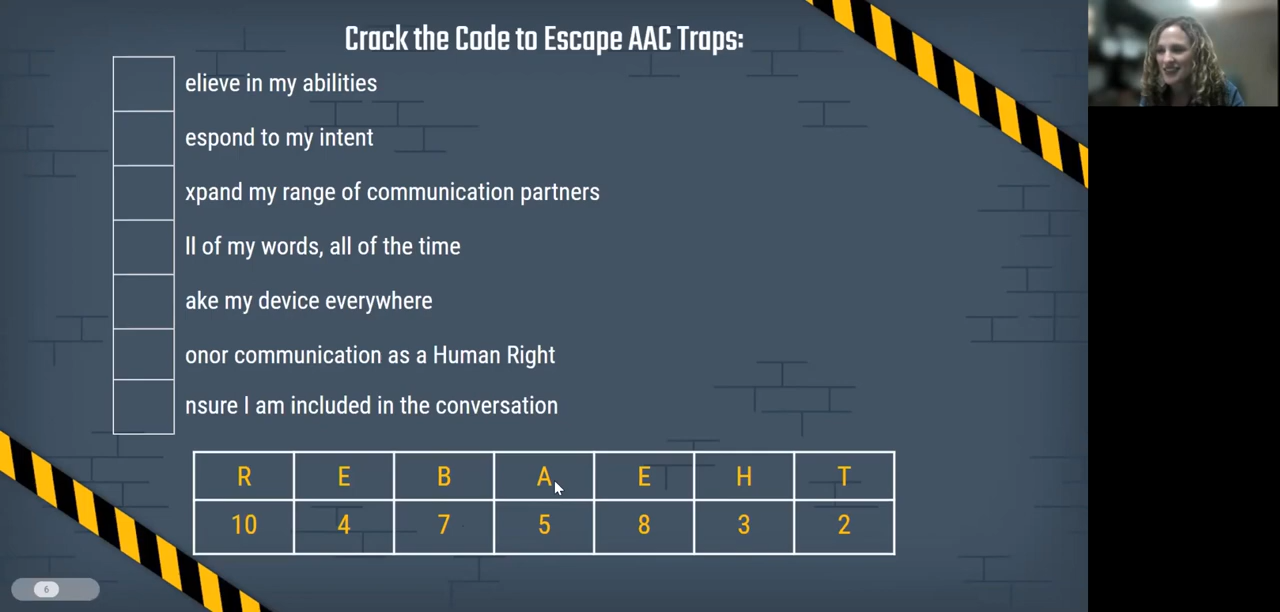 Crack the Code to Escape AAC Traps:
elieve in my abilities
espond to my intent
xpand my range of communication partners
ll of my words, all of the time
ake my device everywhere
onor communication as a Human Right
nsure I am included in the conversation
R E B A E H T
10 4 7 5 8 3 2
6